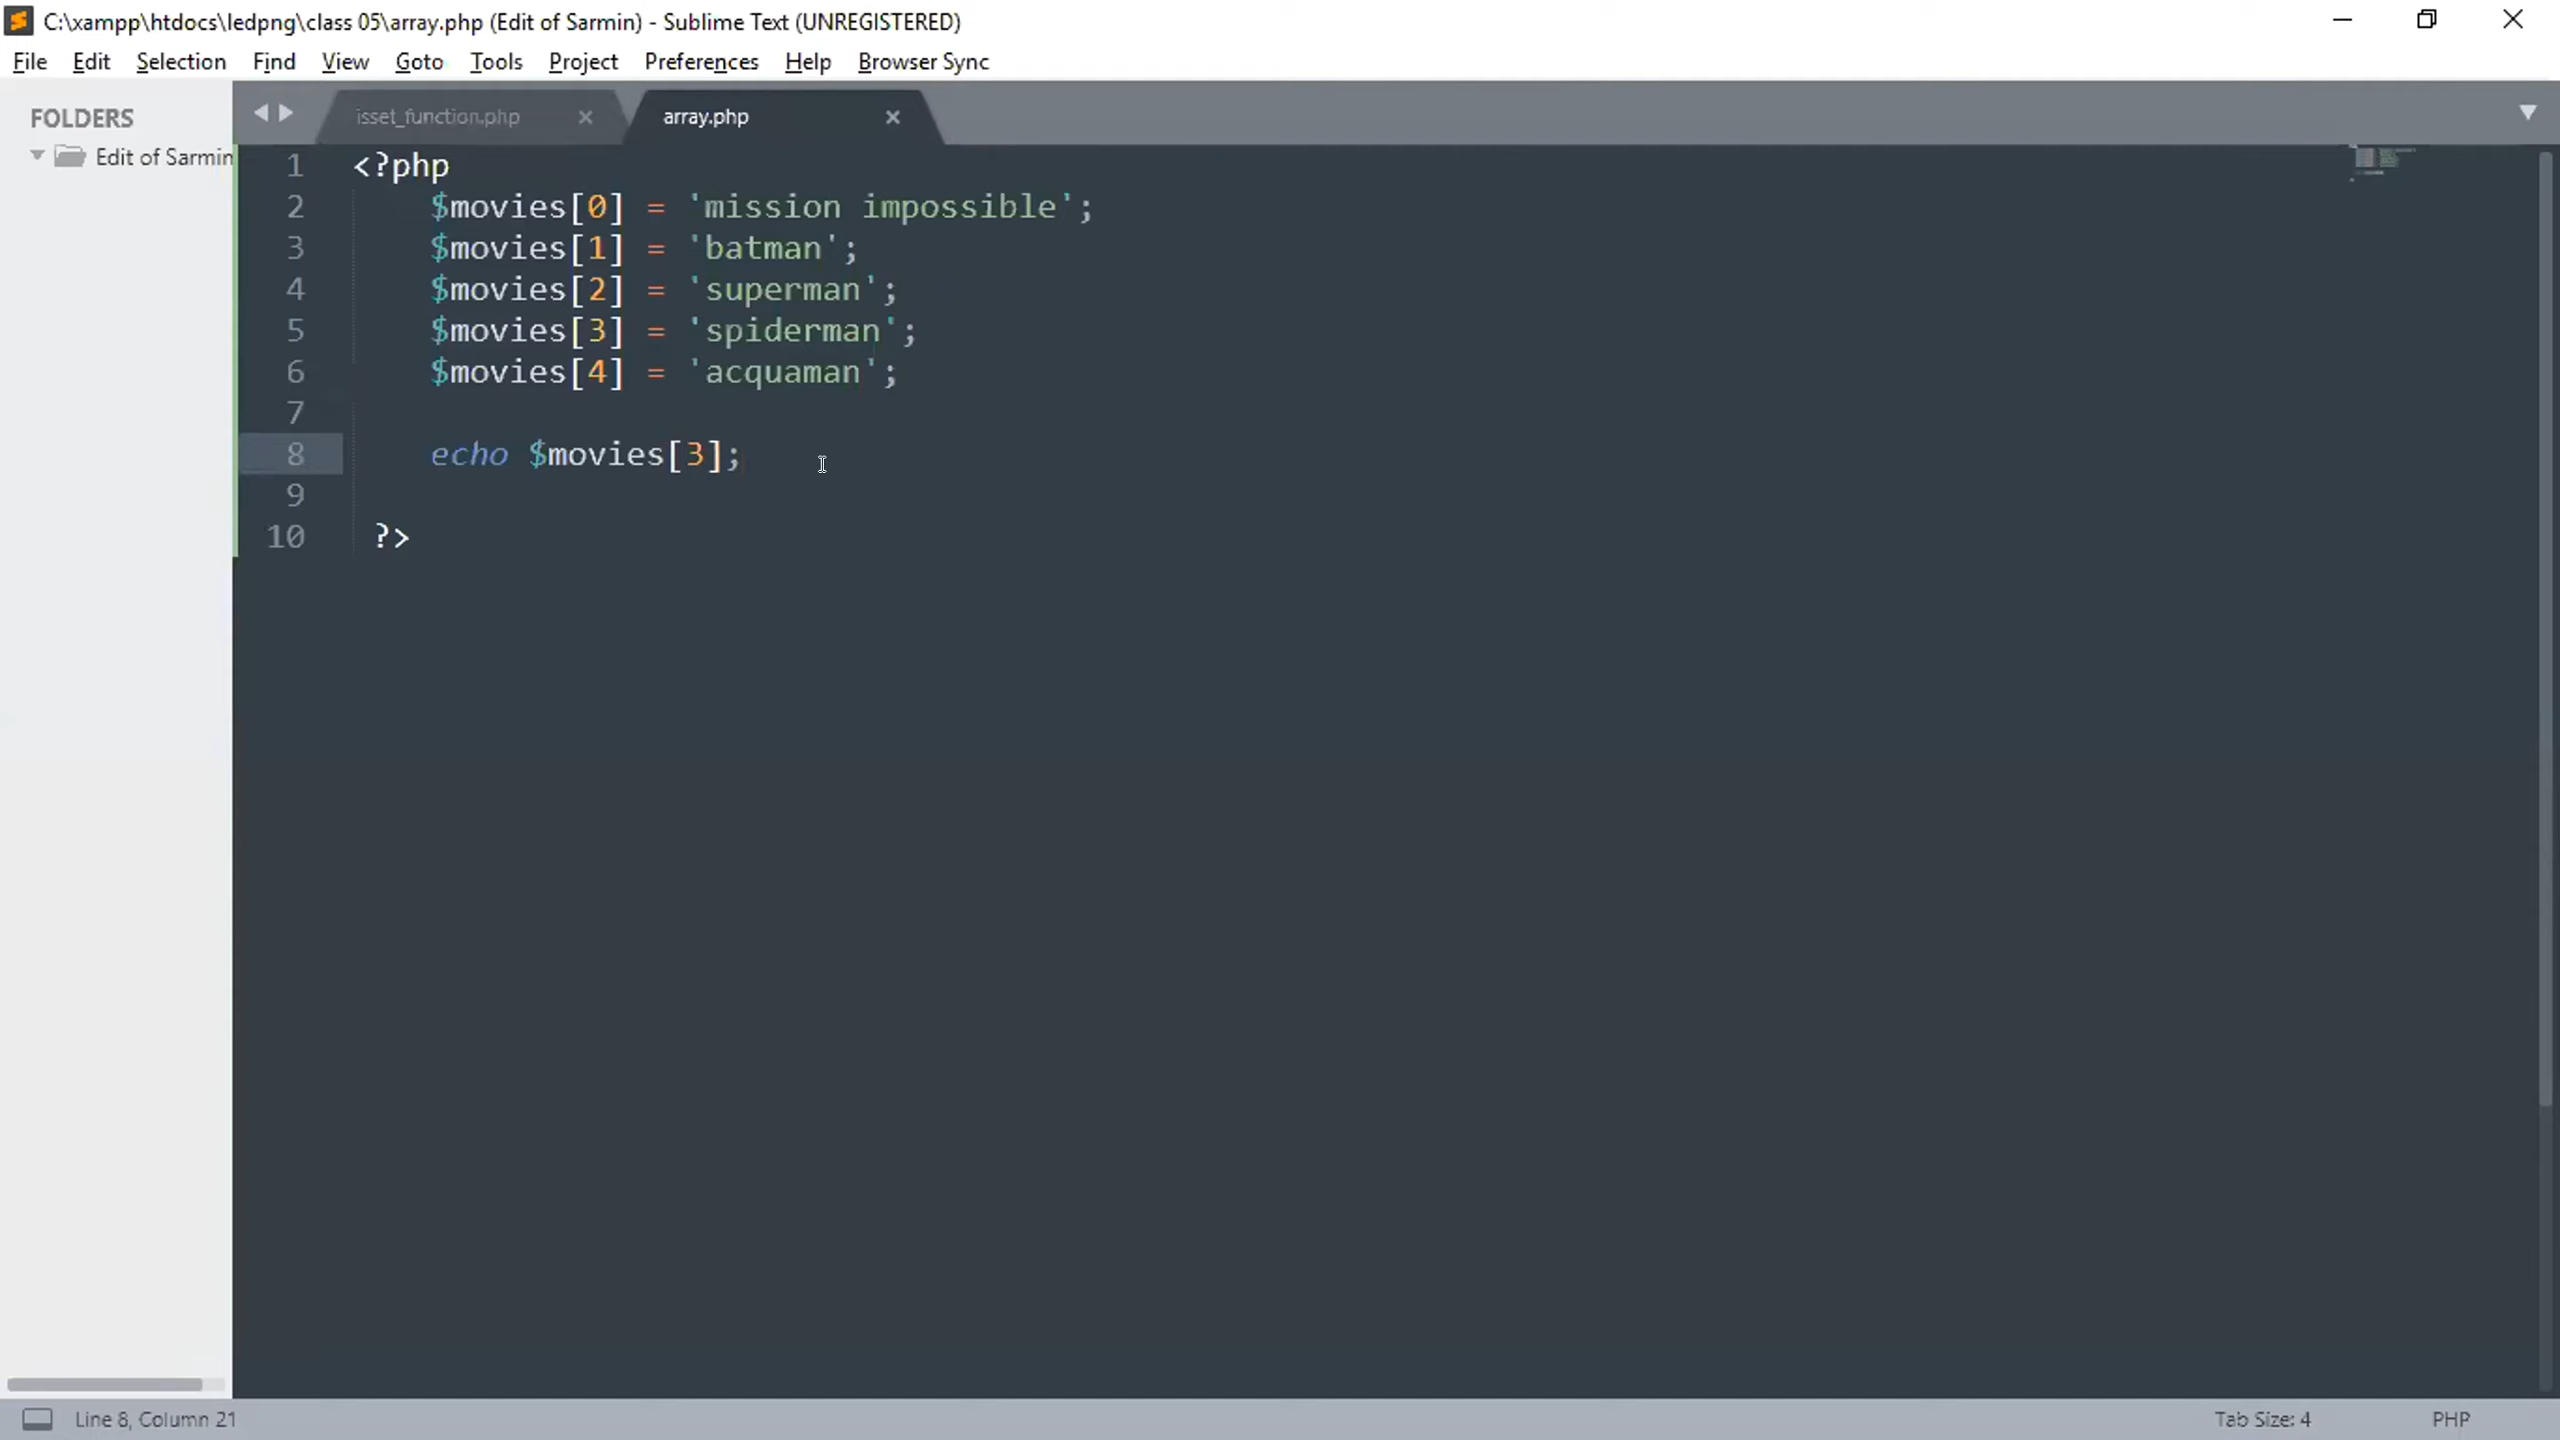 C:\xampp\htdocs\ledpng\class 05\array.php (Edit of Sarmin) - Sublime Text (UNREGISTERED)
File Edit Selection Find View Goto Tools Project Preferences Help Browser Sync
FOLDERS
Edit of Sarmin
isset_function.php × array.php ×
1 <?php
2 $movies[0] = 'mission impossible';
3 $movies[1] = 'batman';
4 $movies[2] = 'superman';
5 $movies[3] = 'spiderman';
6 $movies[4] = 'acquaman';
7
8 echo $movies[3];
9
10 ?>
Line 8, Column 21
Tab Size: 4
PHP